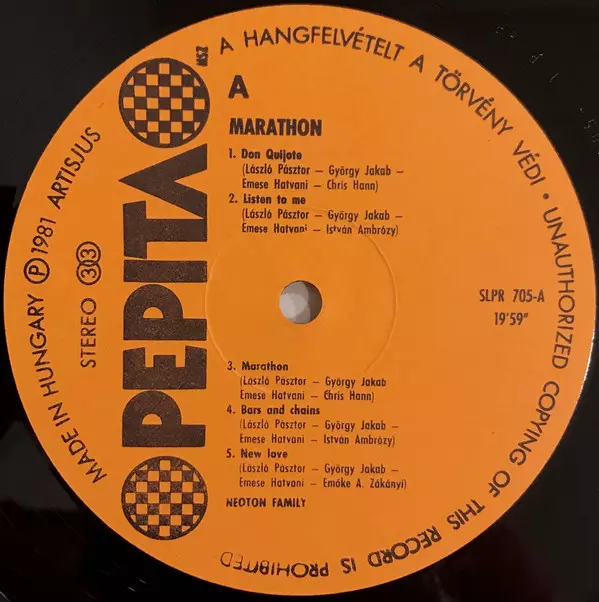 A HANGFELVÉTELT A TÖRVÉNY VÉDI • UNAUTHORIZED COPYING OF THIS RECORD IS PROHIBITED
MADE IN HUNGARY Ⓟ 1981 ARTISJUS
STEREO 33
PEPITA
MSZ
A
MARATHON
1. Don Quijote
(László Pásztor – György Jakab –
Emese Hatvani – Chris Hann)
2. Listen to me
(László Pásztor – György Jakab –
Emese Hatvani – István Ambrózy)
SLPR 705-A
19'59"
3. Marathon
(László Pásztor – György Jakab
Emese Hatvani – Chris Hann)
4. Bars and chains
(László Pásztor – György Jakab –
Emese Hatvani – István Ambrózy)
5. New love
(László Pásztor – György Jakab –
Emese Hatvani – Emőke A. Zákányi)
NEOTON FAMILY